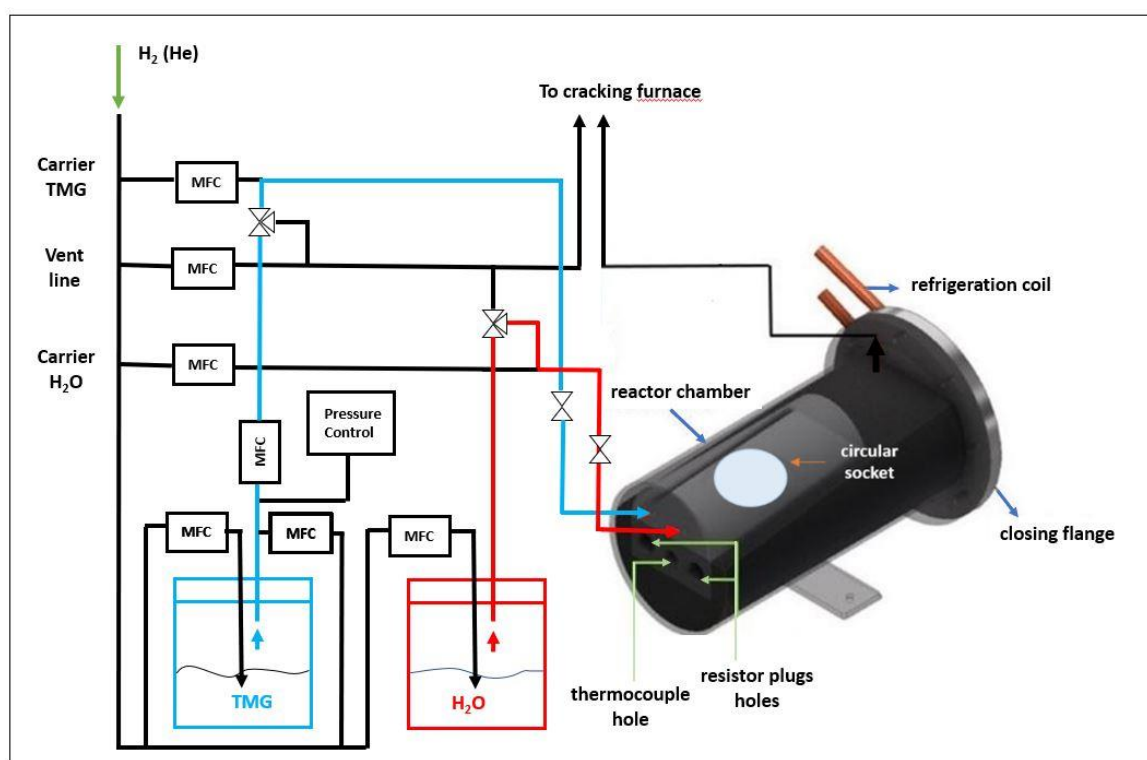 H₂ (He)
To cracking furnace
Carrier
TMG
MFC
Vent
line
MFC
refrigeration coil
Carrier
H₂O
MFC
reactor chamber
Pressure
Control
MFC
circular
socket
MFC
MFC
MFC
closing flange
TMG
H₂O
thermocouple
hole
resistor plugs
holes